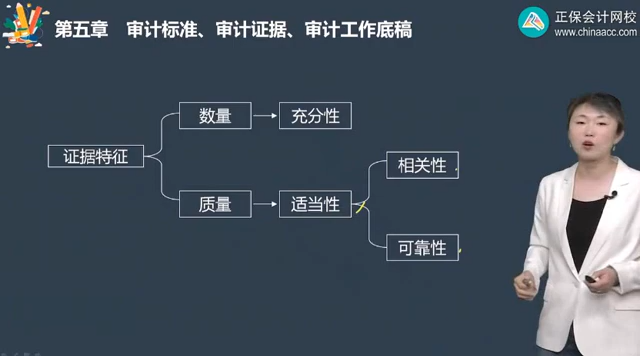 第五章 审计标准、审计证据、审计工作底稿
正保会计网校
www.chinaacc.com
证据特征
数量
充分性
质量
适当性
相关性
可靠性